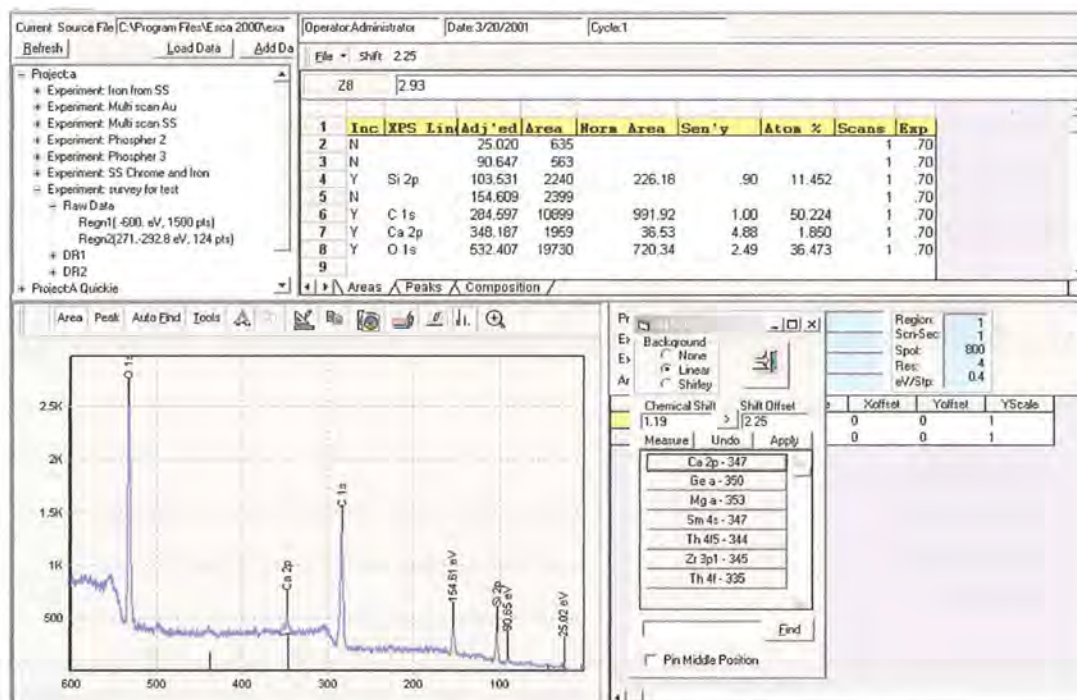 Current Source File C:\Program Files\Esca 2000\exa
Refresh Load Data Add Da
Project:a
Experiment: Iron from SS
Experiment: Multi scan Au
Experiment: Multi scan SS
Experiment: Phospher 2
Experiment: Phospher 3
Experiment: SS Chrome and Iron
Experiment: survey for test
Raw Data
Regn1( -600. eV, 1500 pts)
Regn2(271.-292.8 eV, 124 pts)
DR1
DR2
Project:A Quickie
Operator:Administrator Date:3/20/2001 Cycle:1
File Shift 2.25
Z8 2.93
1 Inc XPS Lin Adj'ed Area Norm Area Sen'y Atom % Scans Exp
2 N 25.020 635 1 .70
3 N 90.647 563 1 .70
4 Y Si 2p 103.531 2240 226.18 .90 11.452 1 .70
5 N 154.609 2399 1 .70
6 Y C 1s 284.597 10899 991.92 1.00 50.224 1 .70
7 Y Ca 2p 348.187 1959 36.53 4.88 1.850 1 .70
8 Y O 1s 532.407 19730 720.34 2.49 36.473 1 .70
9
Areas Peaks Composition
Area Peak Auto Find Tools
O 1s
C 1s
Ca 2p
154.61 eV
Si 2p
90.65 eV
25.02 eV
2.5K
2K
1.5K
1K
500
600 500 400 300 200 100
Background
None
Linear
Shirley
Chemical Shift Shift Offset
1.19 > 2.25
Measure Undo Apply
Ca 2p - 347
Ge a - 350
Mg a - 353
Sm 4s - 347
Th 4f5 - 344
Zr 3p1 - 345
Th 4f - 335
Find
Pin Middle Position
Pr
Ex
Ex
Ar
Region: 1
Scn-Sec: 1
Spot: 800
Res: 4
eV/Stp: 0.4
e Xoffset Yoffset YScale
0 0 1
0 0 1